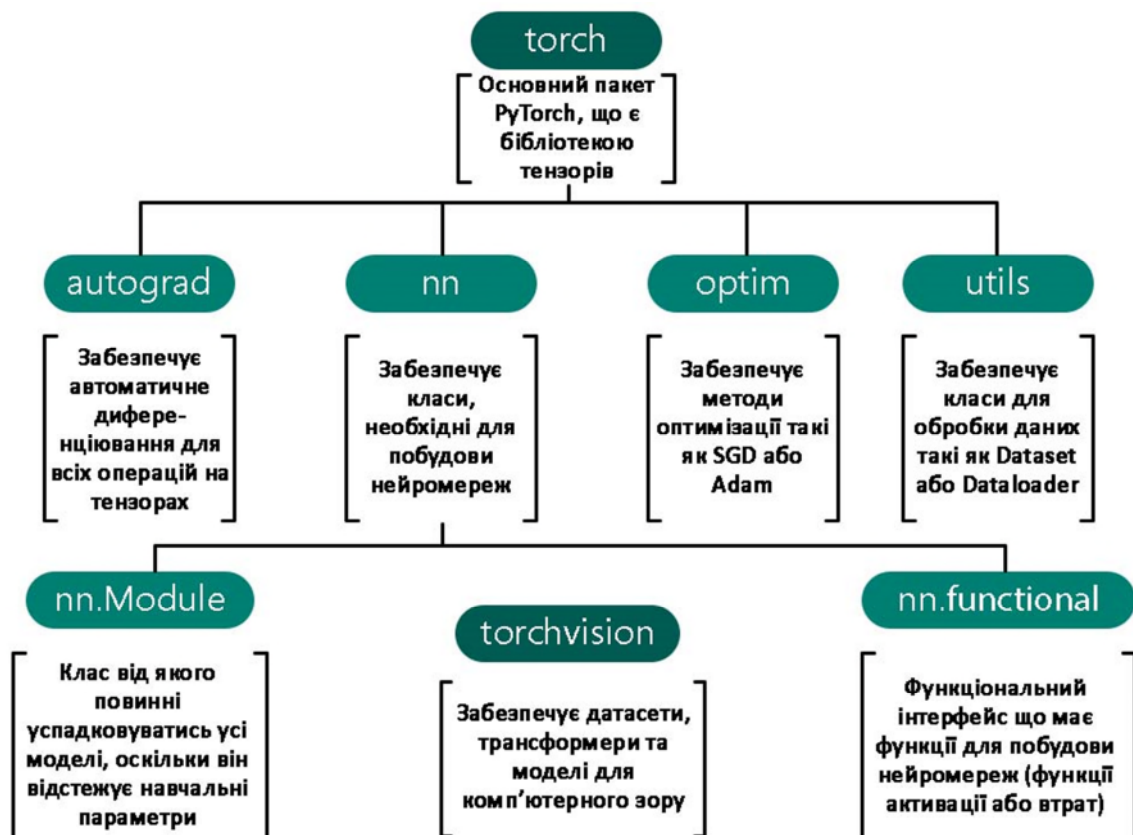 torch
Основний пакет
PyTorch, що є
бібліотекою
тензорів
autograd
Забезпечує
автоматичне
дифере-
нціювання для
всіх операцій на
тензорах
nn
Забезпечує
класи,
необхідні для
побудови
нейромереж
optim
Забезпечує
методи
оптимізації такі
як SGD або
Adam
utils
Забезпечує
класи для
обробки даних
такі як Dataset
або Dataloader
nn.Module
Клас від якого
повинні
успадковуватись усі
моделі, оскільки він
відстежує навчальні
параметри
torchvision
Забезпечує датасети,
трансформери та
моделі для
комп’ютерного зору
nn.functional
Функціональний
інтерфейс що має
функції для побудови
нейромереж (функції
активації або втрат)